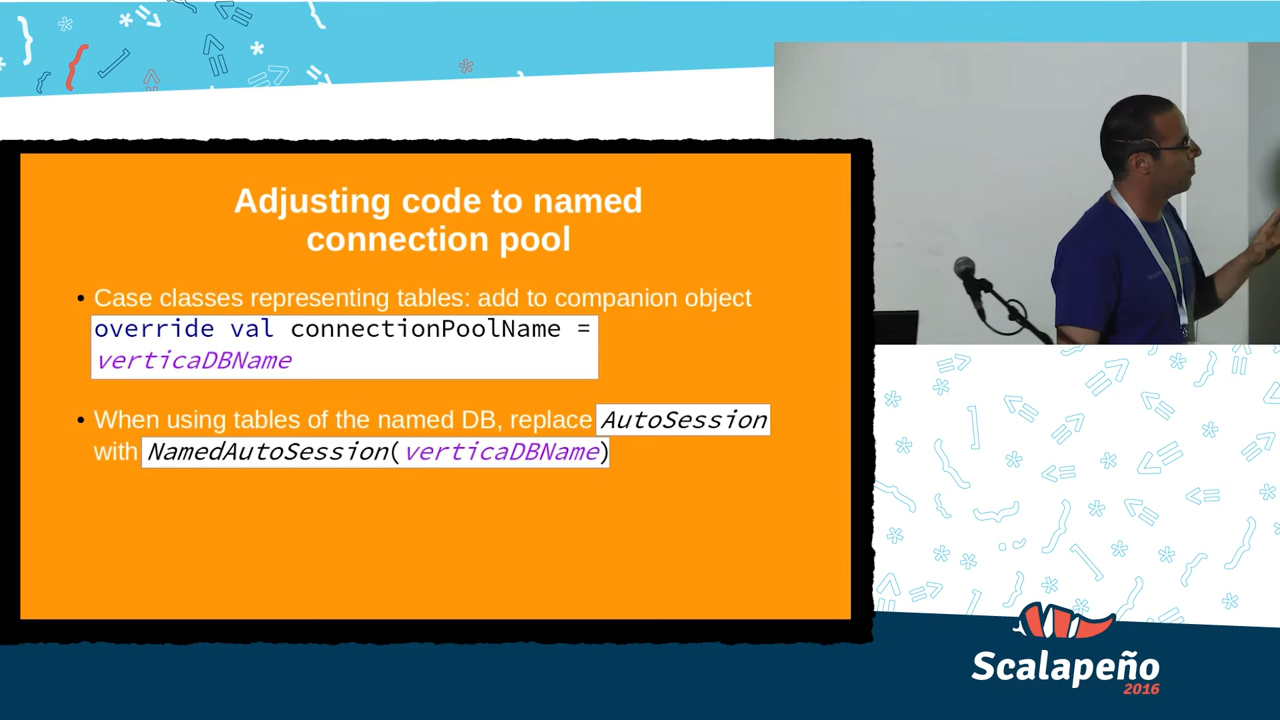 Adjusting code to named
connection pool
• Case classes representing tables: add to companion object
override val connectionPoolName =
verticaDBName
• When using tables of the named DB, replace AutoSession
with NamedAutoSession(verticaDBName)
Scalapeño
2016